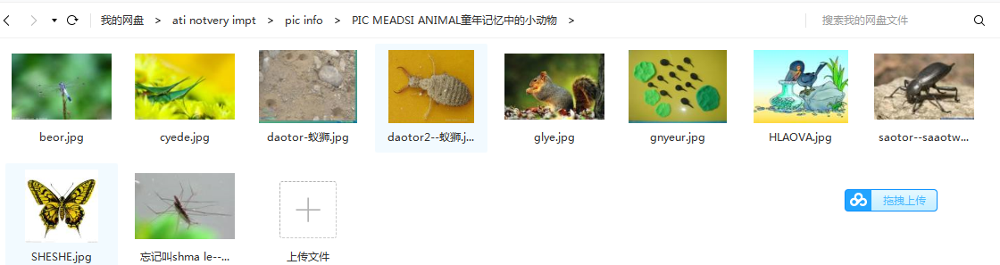 我的网盘 > ati notvery impt > pic info > PIC MEADSI ANIMAL童年记忆中的小动物 >
搜索我的网盘文件
beor.jpg
cyede.jpg
daotor-蚁狮.jpg
daotor2--蚁狮.j...
glye.jpg
gnyeur.jpg
HLAOVA.jpg
saotor--saaotw...
拖拽上传
SHESHE.jpg
忘记叫shma le--...
上传文件